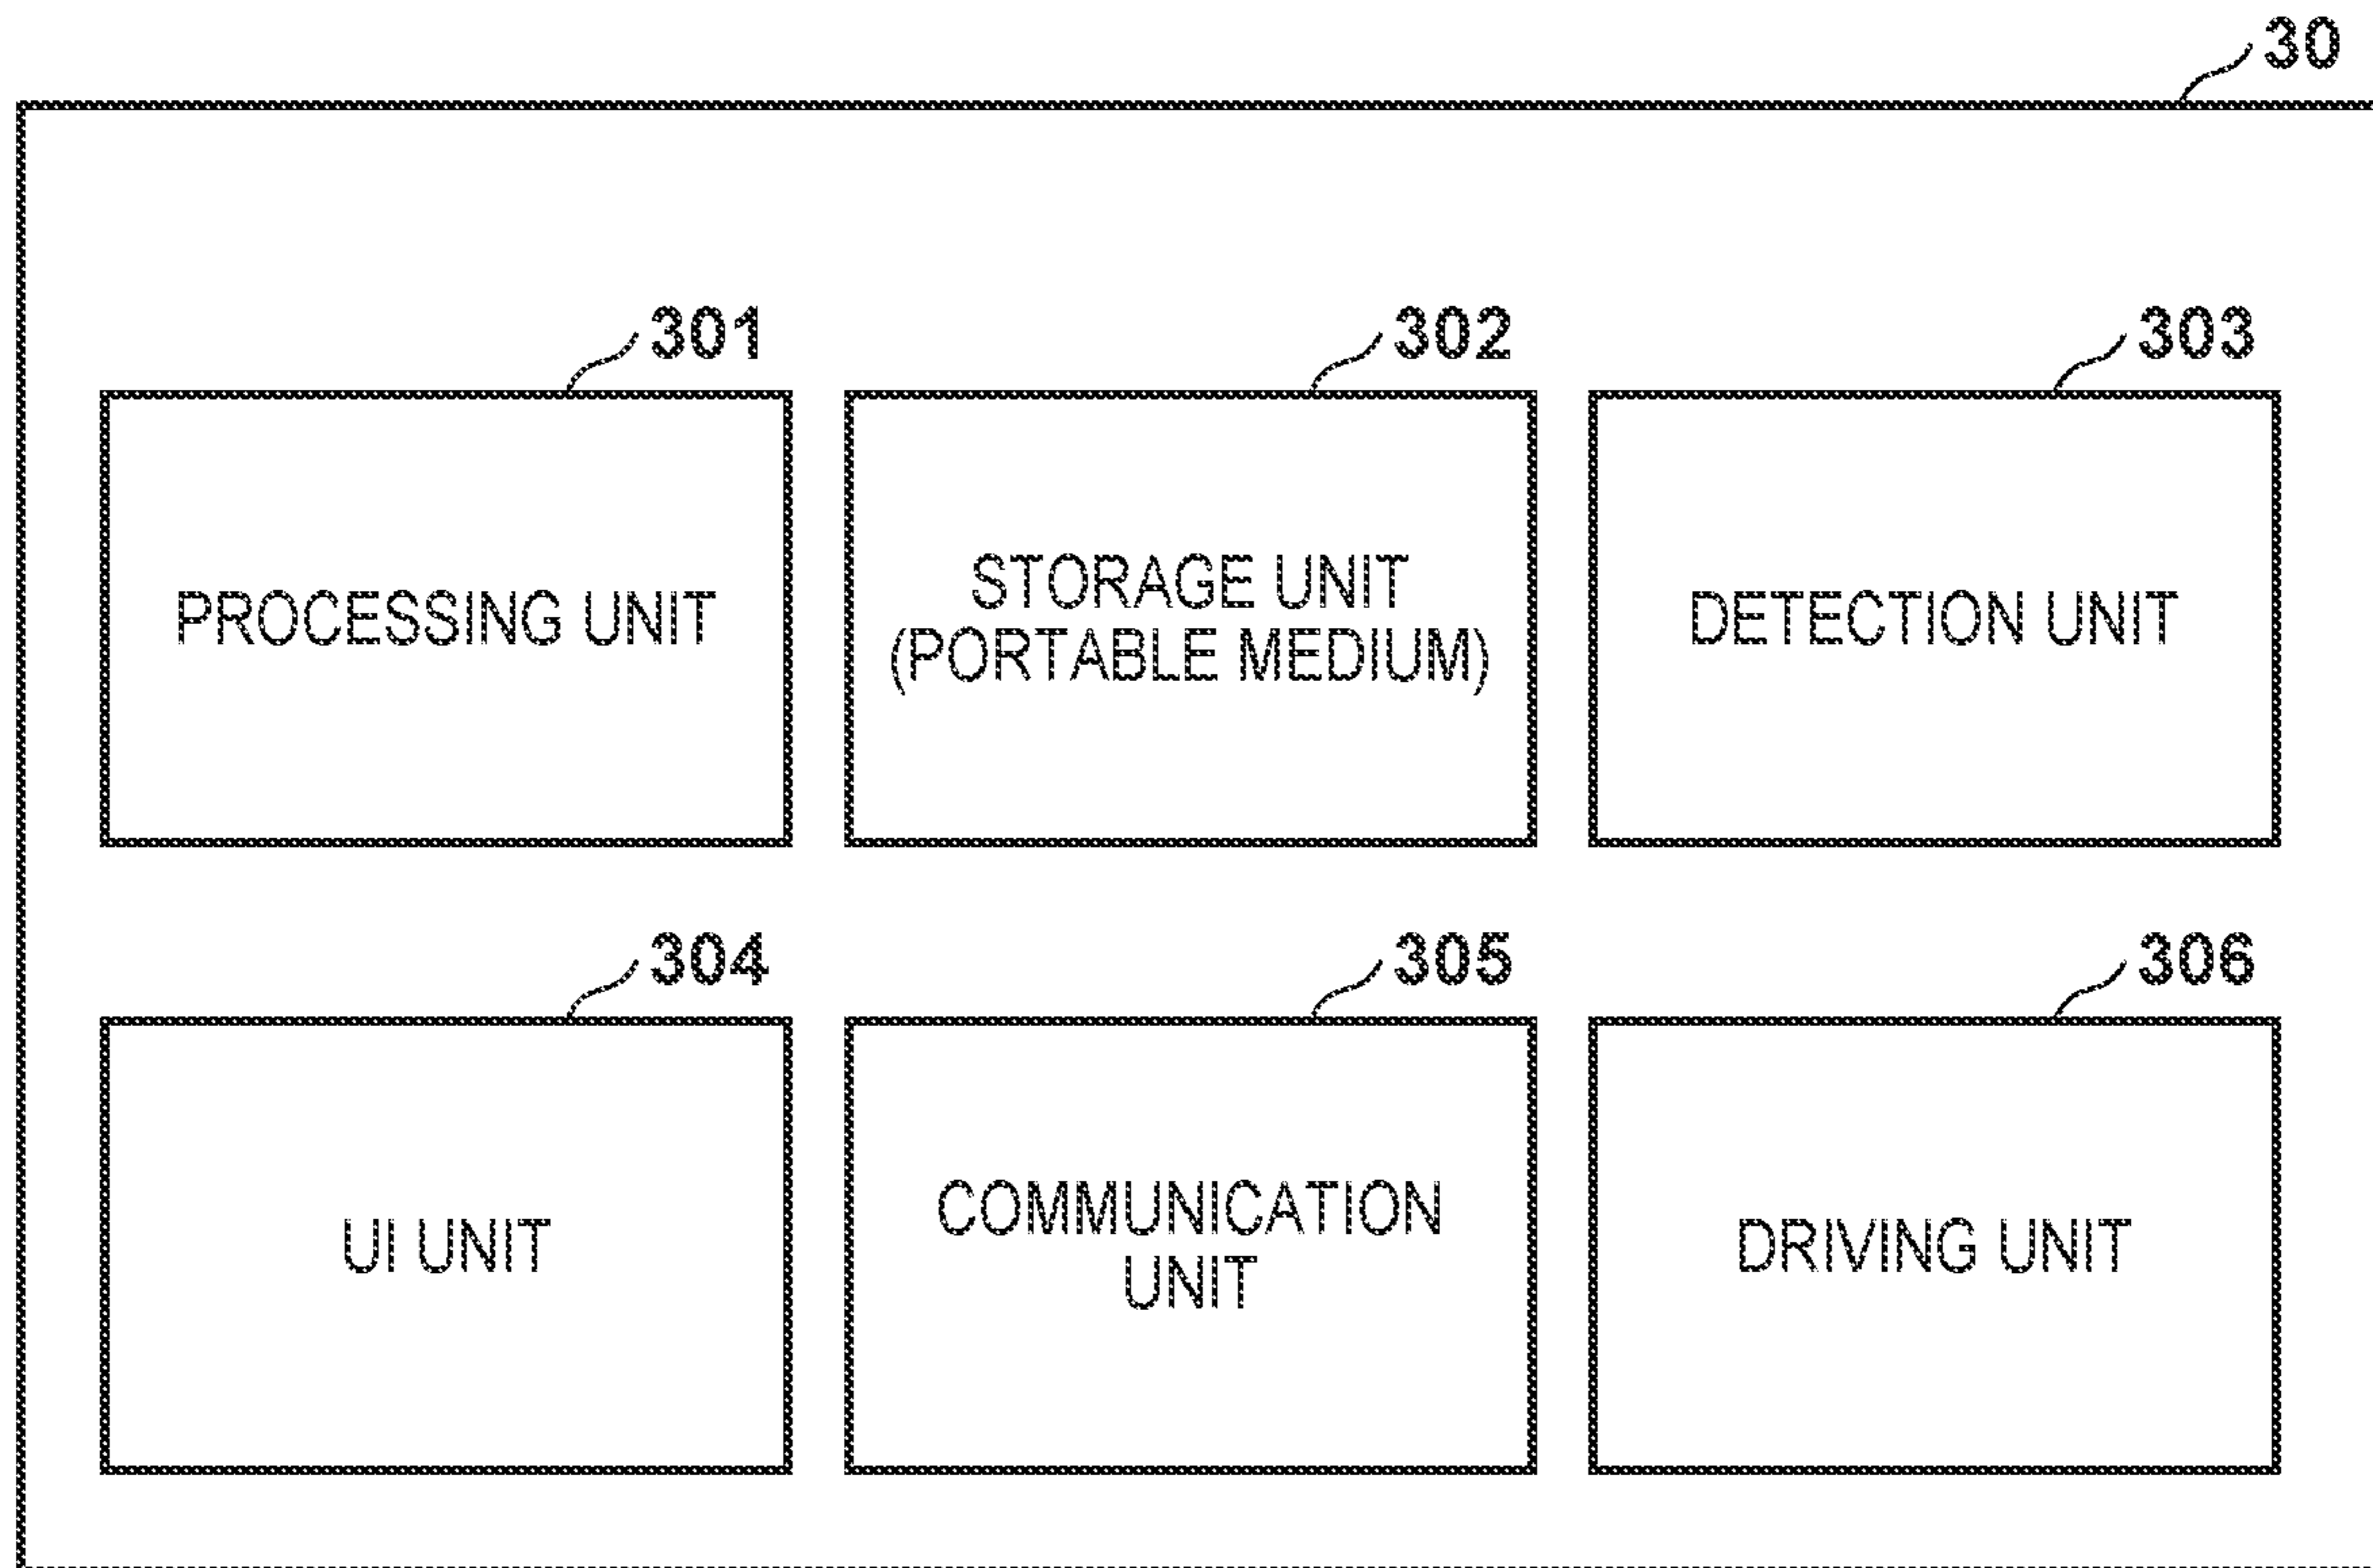 30
301
302
303
PROCESSING UNIT
STORAGE UNIT
(PORTABLE MEDIUM)
DETECTION UNIT
304
305
306
UI UNIT
COMMUNICATION
UNIT
DRIVING UNIT